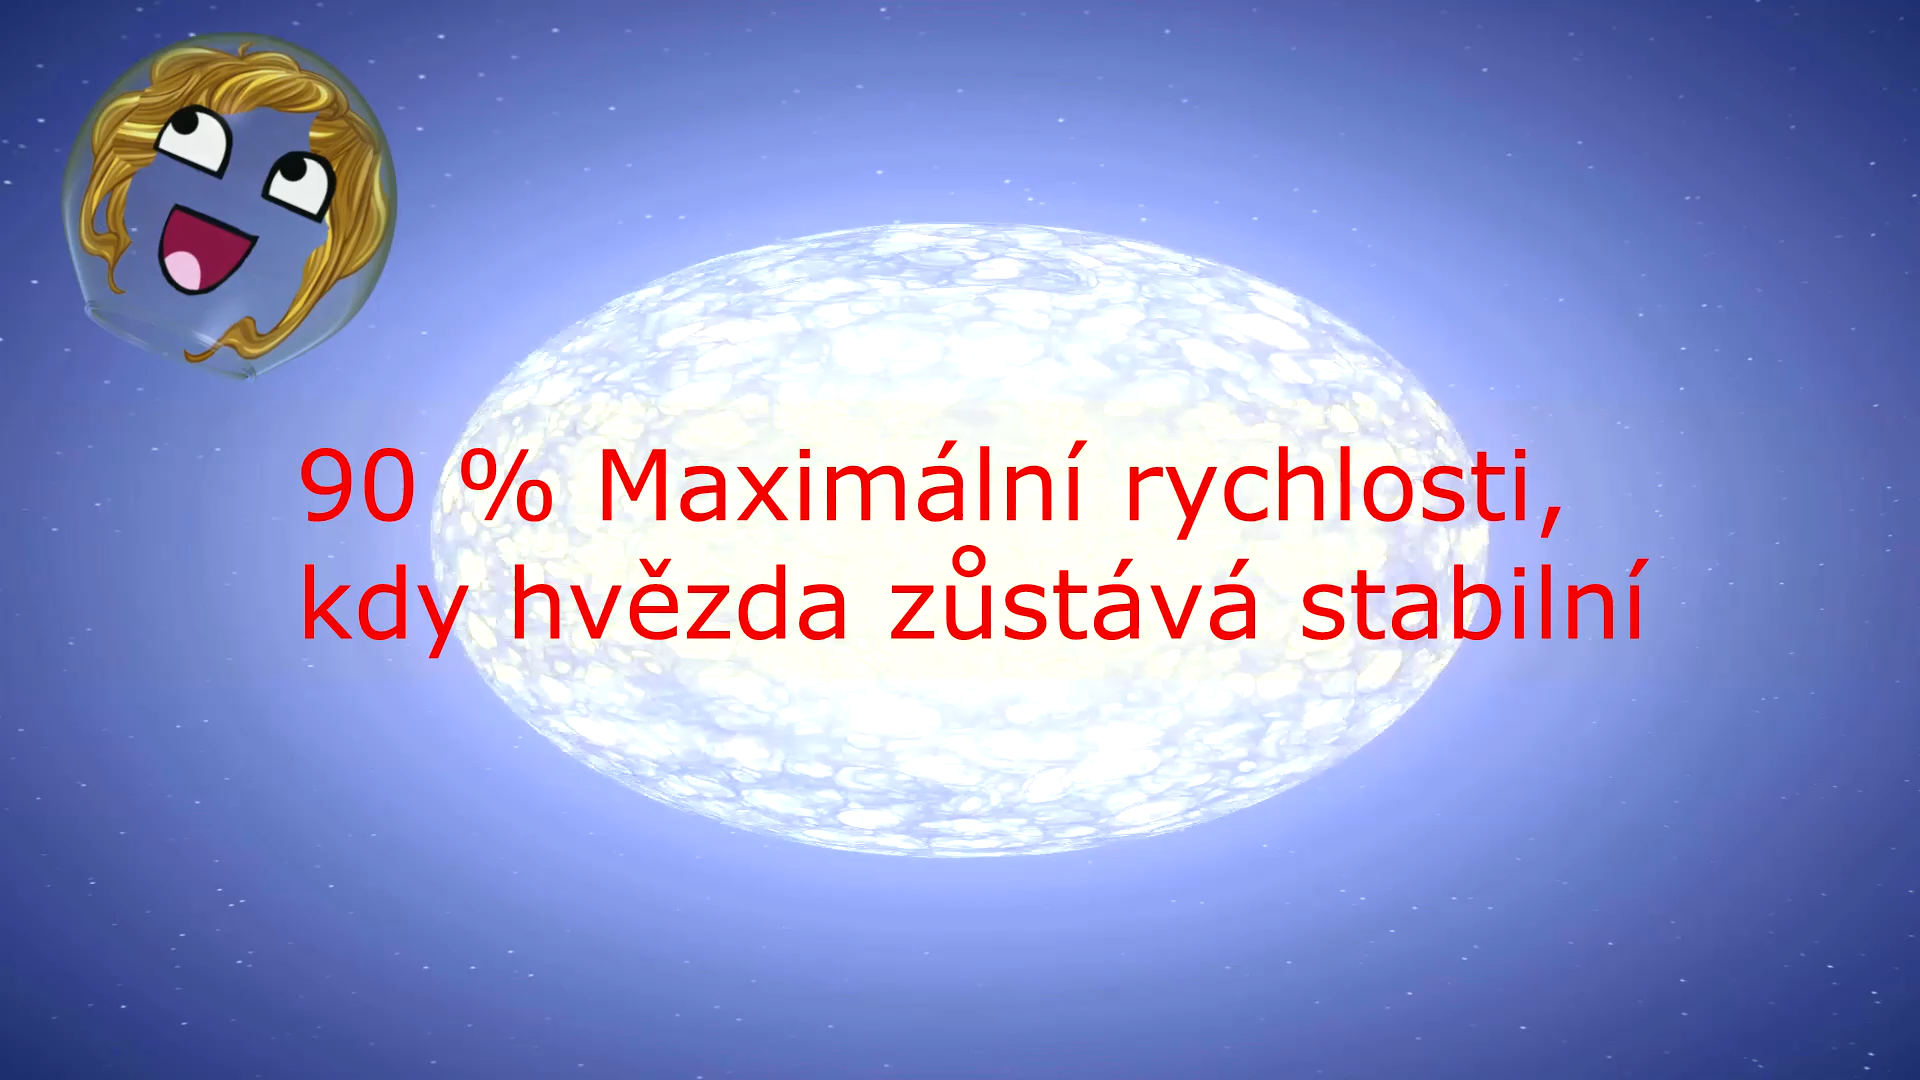 90 % Maximální rychlosti,
kdy hvězda zůstává stabilní